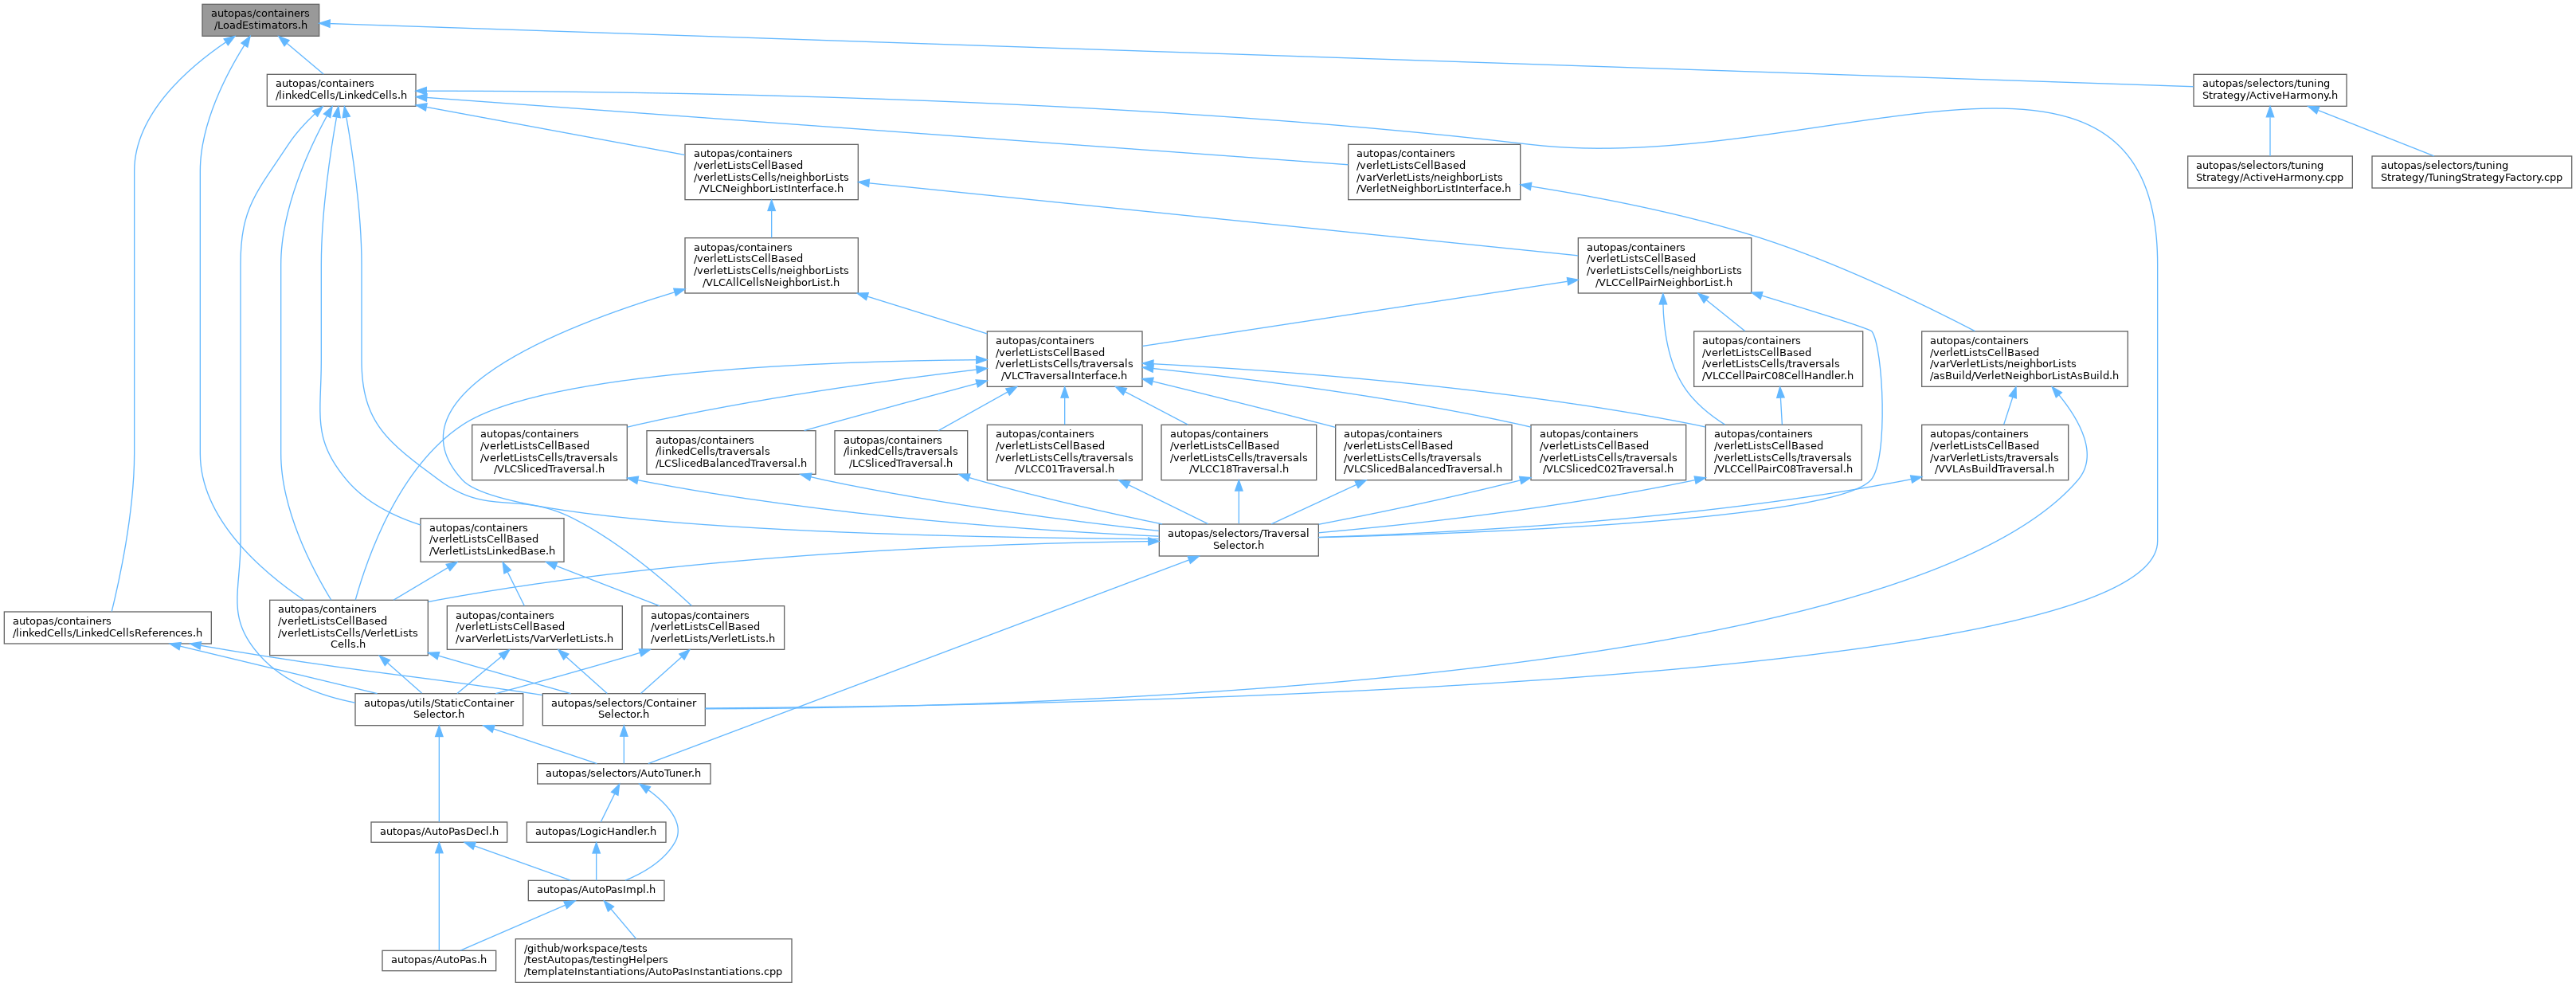 autopas/containers
/LoadEstimators.h
autopas/containers
/linkedCells/LinkedCells.h
autopas/selectors/tuning
Strategy/ActiveHarmony.h
autopas/containers
/verletListsCellBased
/verletListsCells/neighborLists
/VLCNeighborListInterface.h
autopas/containers
/verletListsCellBased
/varVerletLists/neighborLists
/VerletNeighborListInterface.h
autopas/selectors/tuning
Strategy/ActiveHarmony.cpp
autopas/selectors/tuning
Strategy/TuningStrategyFactory.cpp
autopas/containers
/verletListsCellBased
/verletListsCells/neighborLists
/VLCAllCellsNeighborList.h
autopas/containers
/verletListsCellBased
/verletListsCells/neighborLists
/VLCCellPairNeighborList.h
autopas/containers
/verletListsCellBased
/verletListsCells/traversals
/VLCTraversalInterface.h
autopas/containers
/verletListsCellBased
/verletListsCells/traversals
/VLCCellPairC08CellHandler.h
autopas/containers
/verletListsCellBased
/varVerletLists/neighborLists
/asBuild/VerletNeighborListAsBuild.h
autopas/containers
/verletListsCellBased
/verletListsCells/traversals
/VLCSlicedTraversal.h
autopas/containers
/linkedCells/traversals
/LCSlicedBalancedTraversal.h
autopas/containers
/linkedCells/traversals
/LCSlicedTraversal.h
autopas/containers
/verletListsCellBased
/verletListsCells/traversals
/VLCC01Traversal.h
autopas/containers
/verletListsCellBased
/verletListsCells/traversals
/VLCC18Traversal.h
autopas/containers
/verletListsCellBased
/verletListsCells/traversals
/VLCSlicedBalancedTraversal.h
autopas/containers
/verletListsCellBased
/verletListsCells/traversals
/VLCSlicedC02Traversal.h
autopas/containers
/verletListsCellBased
/verletListsCells/traversals
/VLCCellPairC08Traversal.h
autopas/containers
/verletListsCellBased
/varVerletLists/traversals
/VVLAsBuildTraversal.h
autopas/containers
/verletListsCellBased
/VerletListsLinkedBase.h
autopas/selectors/Traversal
Selector.h
autopas/containers
/linkedCells/LinkedCellsReferences.h
autopas/containers
/verletListsCellBased
/verletListsCells/VerletLists
Cells.h
autopas/containers
/verletListsCellBased
/varVerletLists/VarVerletLists.h
autopas/containers
/verletListsCellBased
/verletLists/VerletLists.h
autopas/utils/StaticContainer
Selector.h
autopas/selectors/Container
Selector.h
autopas/selectors/AutoTuner.h
autopas/AutoPasDecl.h
autopas/LogicHandler.h
autopas/AutoPasImpl.h
autopas/AutoPas.h
/github/workspace/tests
/testAutopas/testingHelpers
/templateInstantiations/AutoPasInstantiations.cpp